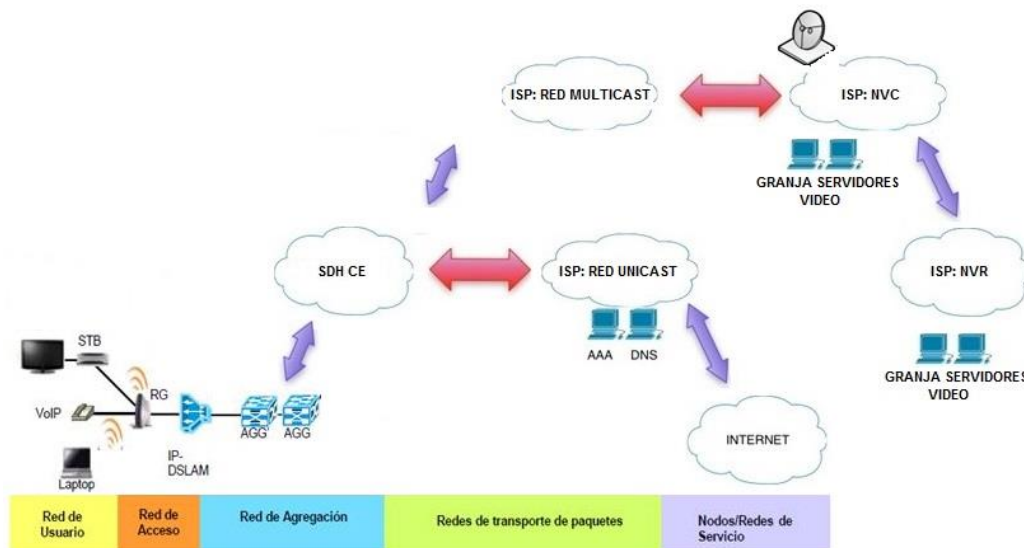 ISP: RED MULTICAST
ISP: NVC
GRANJA SERVIDORES
VIDEO
SDH CE
ISP: RED UNICAST
ISP: NVR
AAA
DNS
GRANJA SERVIDORES
VIDEO
STB
RG
VoIP
AGG
AGG
IP-
DSLAM
Laptop
INTERNET
Red de
Usuario
Red de
Acceso
Red de Agregación
Redes de transporte de paquetes
Nodos/Redes de
Servicio